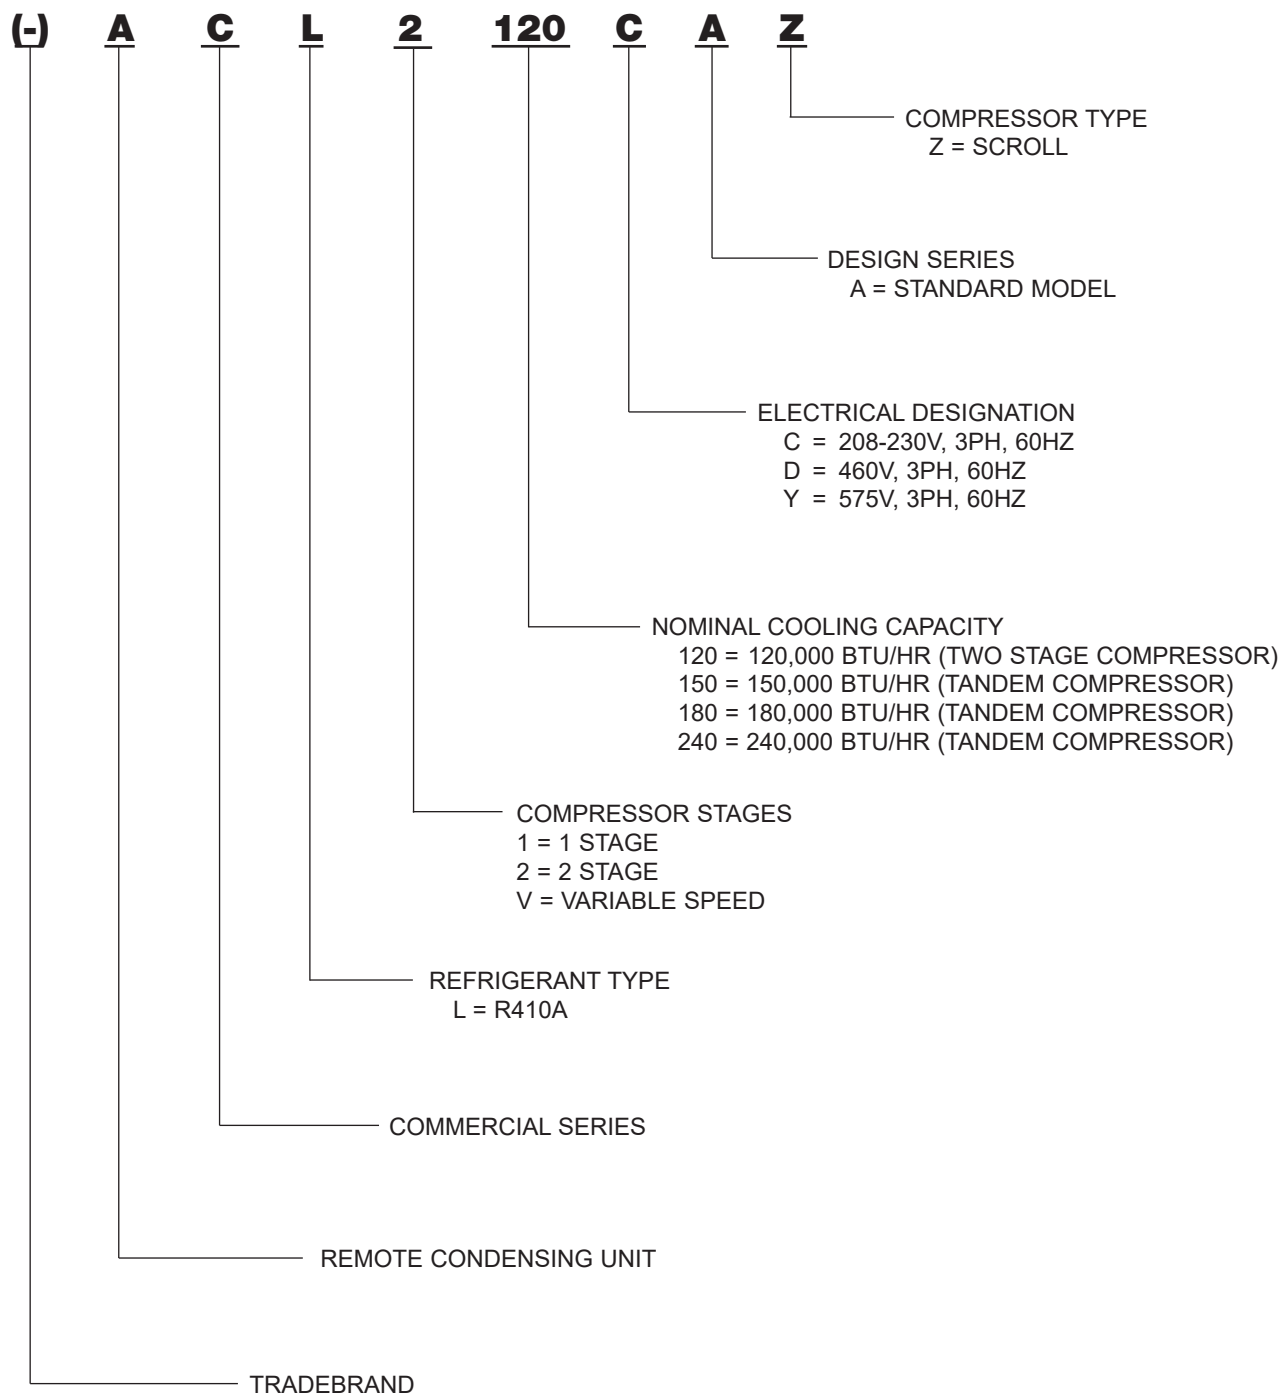 (-) A C L 2 120 C A Z
COMPRESSOR TYPE
Z = SCROLL
DESIGN SERIES
A = STANDARD MODEL
ELECTRICAL DESIGNATION
C = 208-230V, 3PH, 60HZ
D = 460V, 3PH, 60HZ
Y = 575V, 3PH, 60HZ
NOMINAL COOLING CAPACITY
120 = 120,000 BTU/HR (TWO STAGE COMPRESSOR)
150 = 150,000 BTU/HR (TANDEM COMPRESSOR)
180 = 180,000 BTU/HR (TANDEM COMPRESSOR)
240 = 240,000 BTU/HR (TANDEM COMPRESSOR)
COMPRESSOR STAGES
1 = 1 STAGE
2 = 2 STAGE
V = VARIABLE SPEED
REFRIGERANT TYPE
L = R410A
COMMERCIAL SERIES
REMOTE CONDENSING UNIT
TRADEBRAND